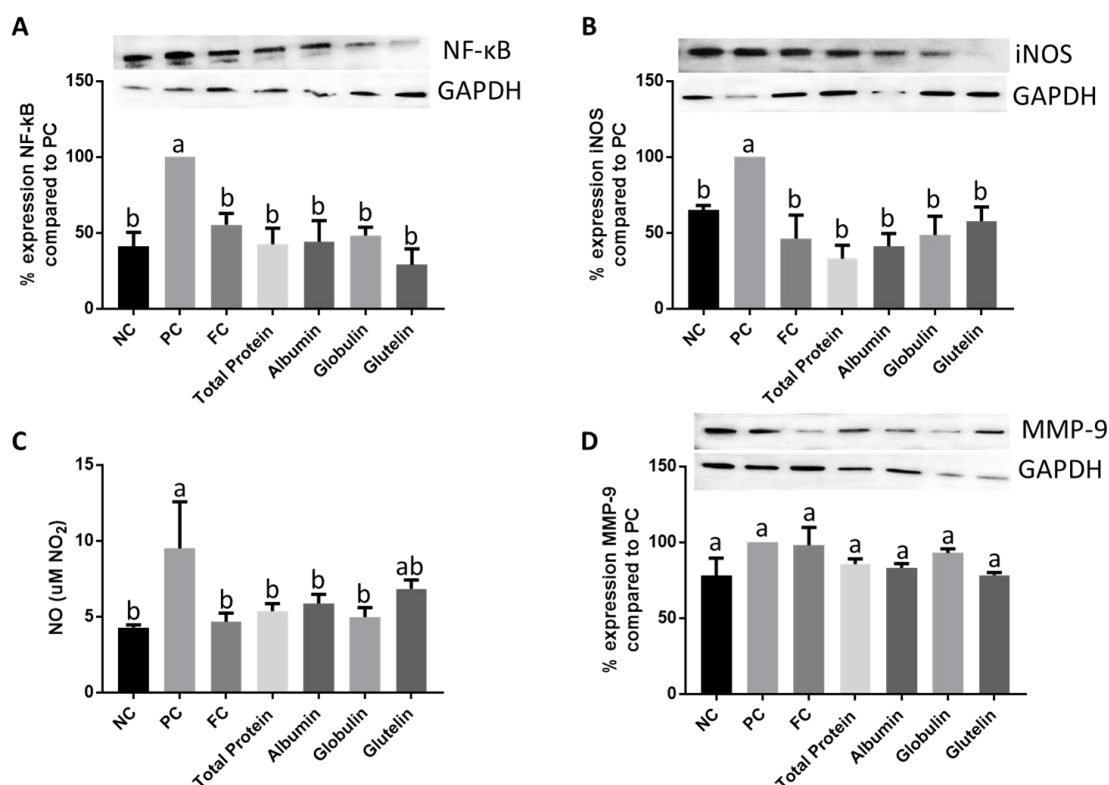 A
NF-κB
GAPDH
% expression NF-kB
compared to PC
150
100
50
0
a
b
b
b
b
b
b
NC
PC
FC
Total Protein
Albumin
Globulin
Glutelin
B
iNOS
GAPDH
% expression iNOS
compared to PC
150
100
50
0
b
a
b
b
b
b
b
NC
PC
FC
Total Protein
Albumin
Globulin
Glutelin
C
NO (uM NO₂)
15
10
5
0
b
a
b
b
b
b
ab
NC
PC
FC
Total Protein
Albumin
Globulin
Glutelin
D
MMP-9
GAPDH
% expression MMP-9
compared to PC
150
100
50
0
a
a
a
a
a
a
a
NC
PC
FC
Total Protein
Albumin
Globulin
Glutelin